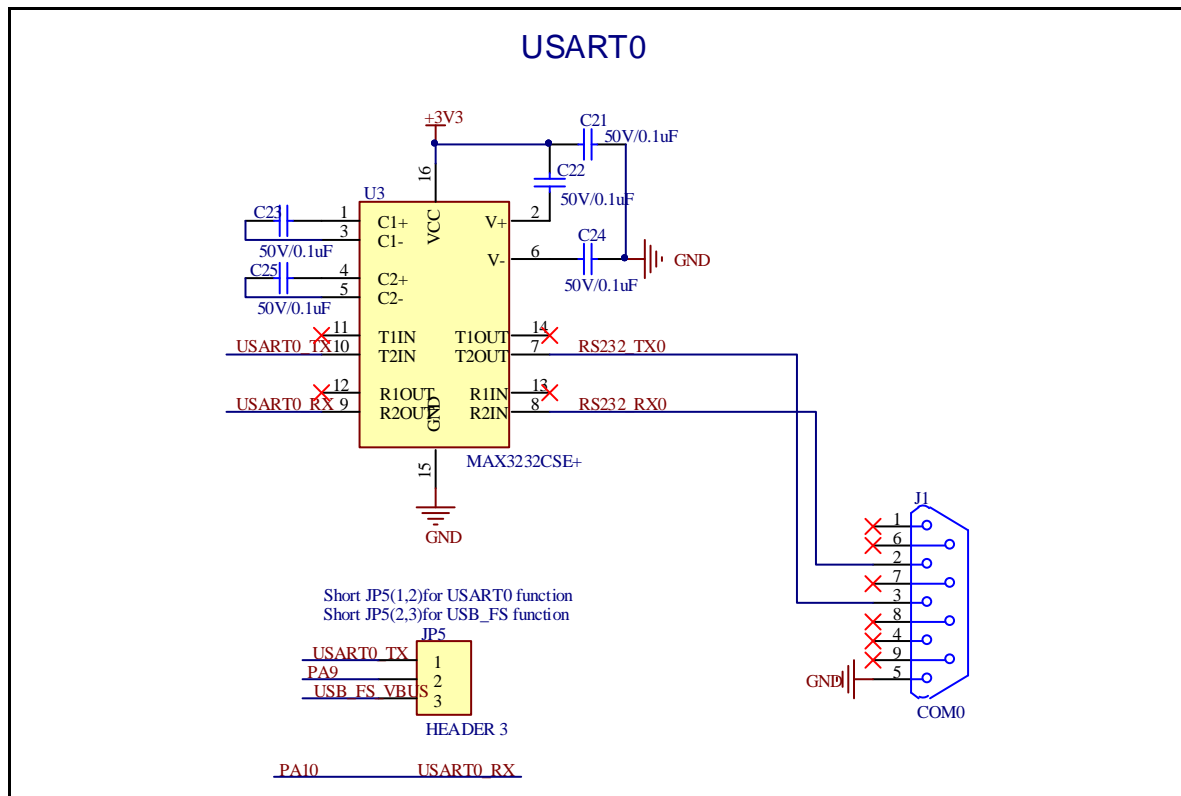 USART0
+3V3
C21
50V/0.1uF
C22
50V/0.1uF
16
U3
VCC
C23
50V/0.1uF
1
C1+
3
C1-
V+
2
C24
50V/0.1uF
V-
6
GND
C25
50V/0.1uF
4
C2+
5
C2-
11
T1IN
T1OUT
14
USART0_TX
10
T2IN
T2OUT
7
RS232_TX0
12
R1OUT
R1IN
13
USART0_RX
9
R2OUT
GND
R2IN
8
RS232_RX0
15
MAX3232CSE+
GND
J1
1
6
2
7
3
8
4
9
5
GND
COM0
Short JP5(1,2)for USART0 function
Short JP5(2,3)for USB_FS function
JP5
USART0_TX
1
PA9
2
USB_FS_VBUS
3
HEADER 3
PA10
USART0_RX